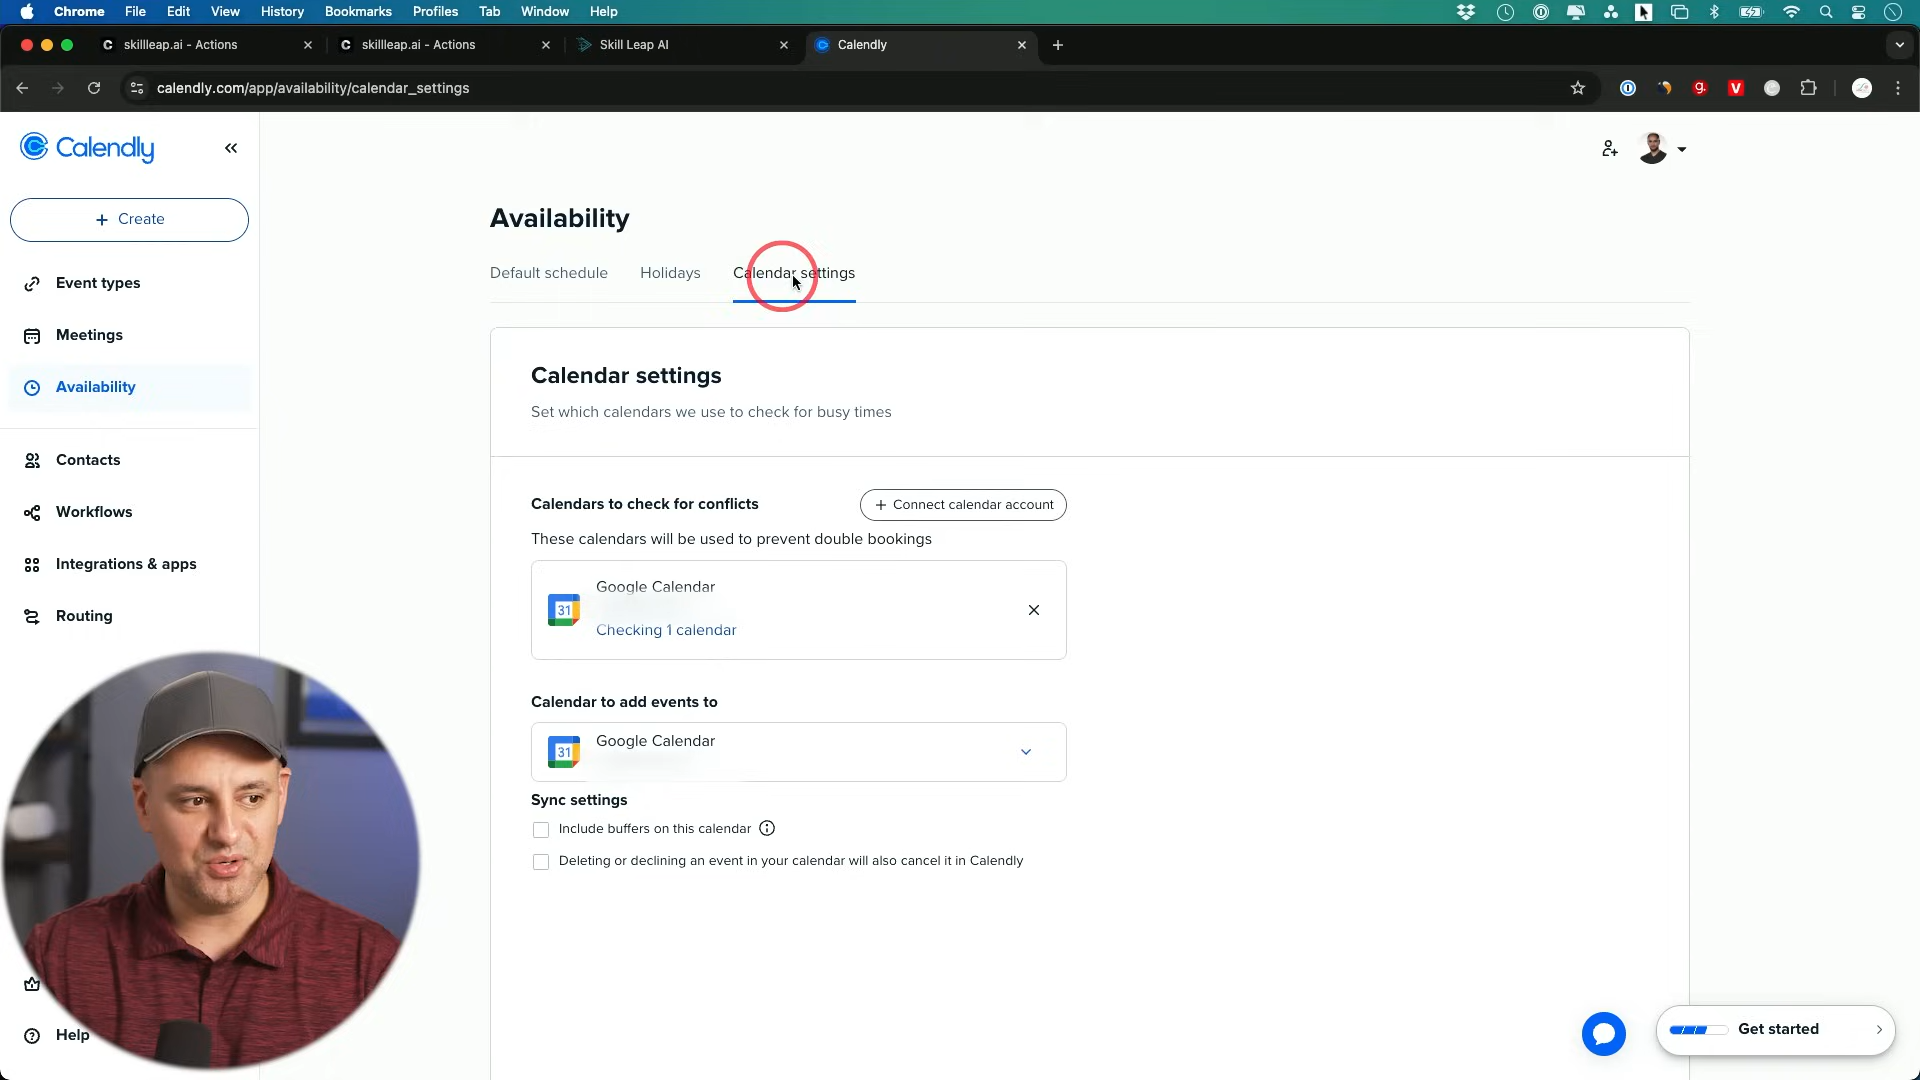 Chrome File Edit View History Bookmarks Profiles Tab Window Help
skillleap.ai - Actions
skillleap.ai - Actions
Skill Leap AI
Calendly
calendly.com/app/availability/calendar_settings
Calendly
+ Create
Event types
Meetings
Availability
Contacts
Workflows
Integrations & apps
Routing
Help
Availability
Default schedule Holidays Calendar settings
Calendar settings
Set which calendars we use to check for busy times
Calendars to check for conflicts
+ Connect calendar account
These calendars will be used to prevent double bookings
31
Google Calendar
Checking 1 calendar
Calendar to add events to
31
Google Calendar
Sync settings
Include buffers on this calendar
Deleting or declining an event in your calendar will also cancel it in Calendly
Get started